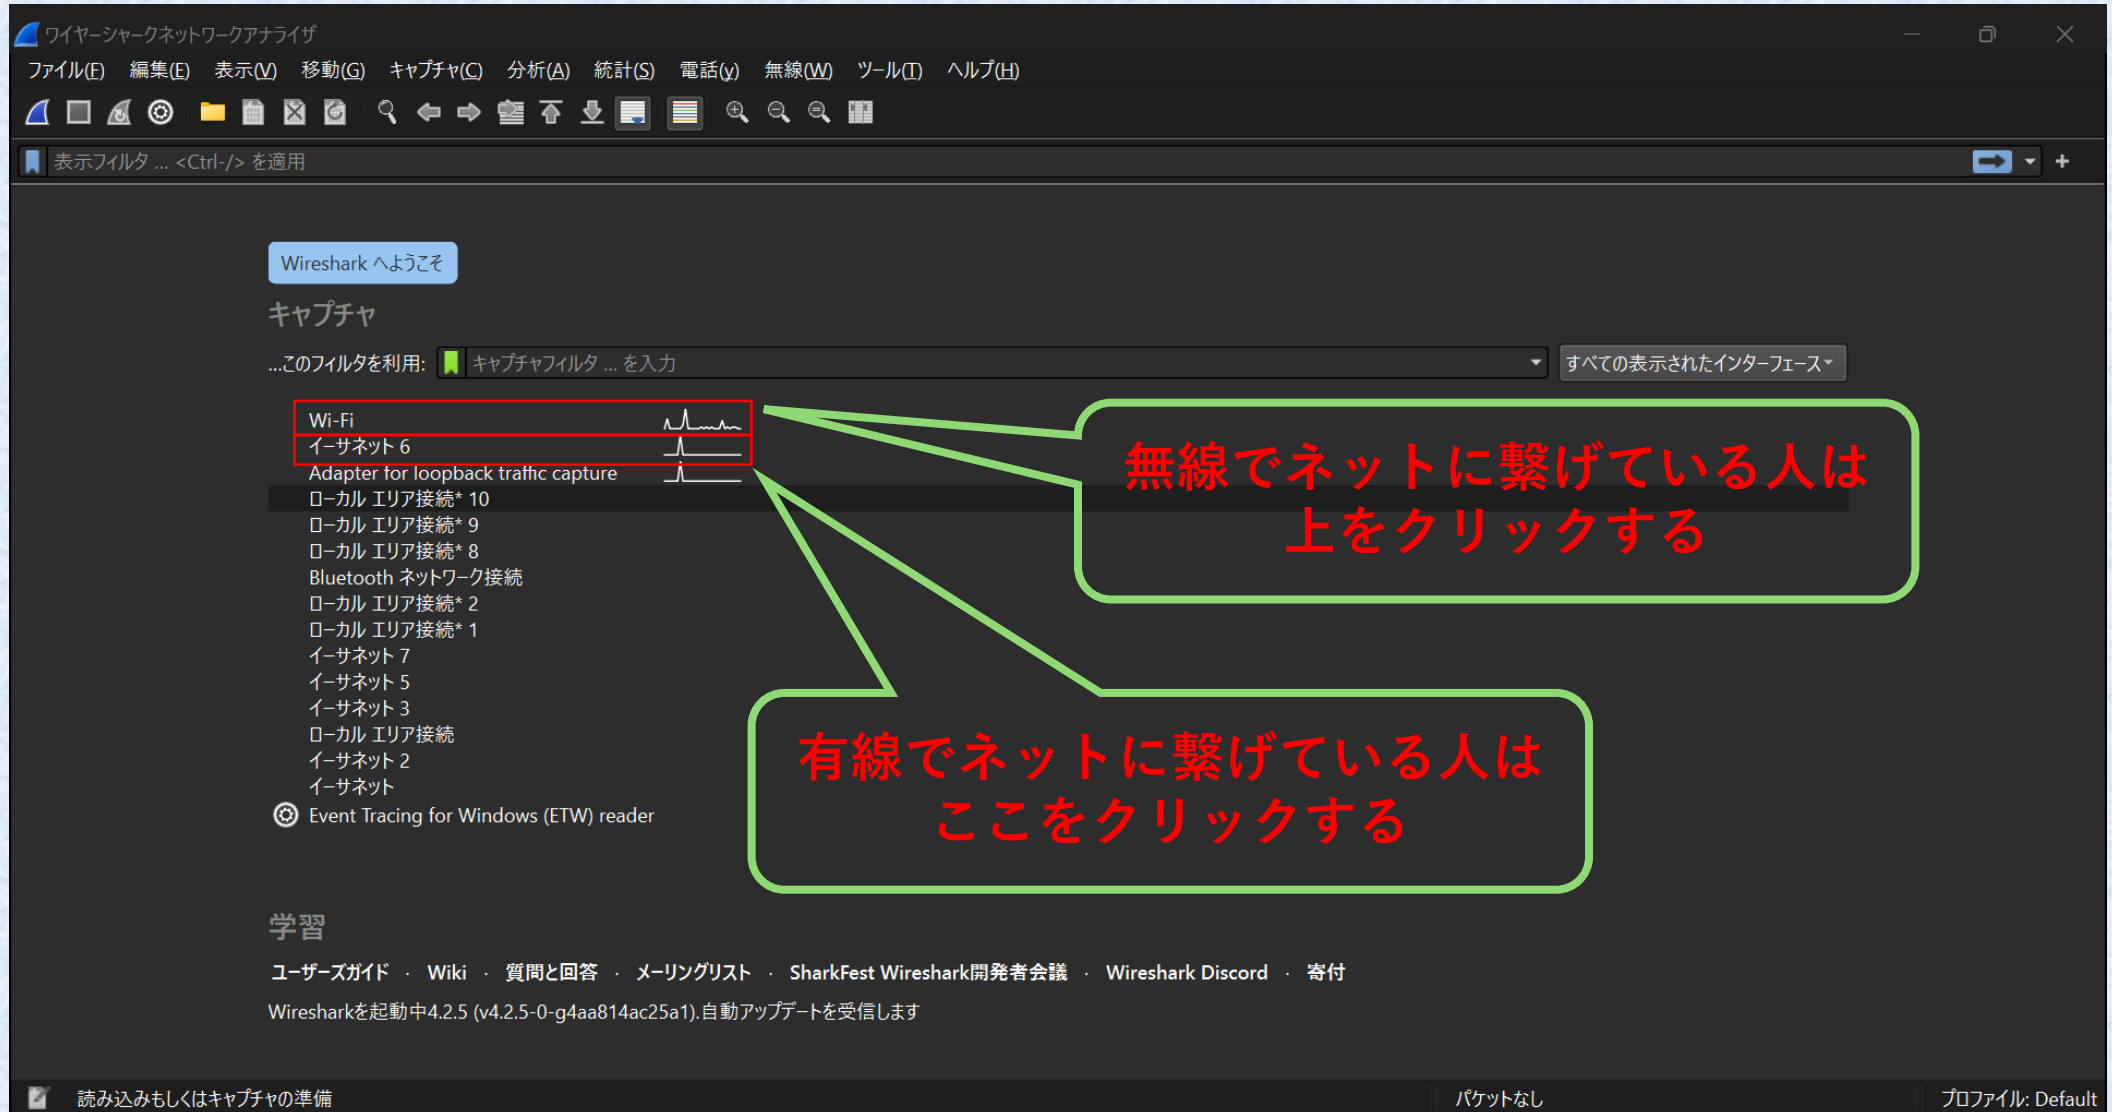 ワイヤーシャークネットワークアナライザ
ファイル(F) 編集(E) 表示(V) 移動(G) キャプチャ(C) 分析(A) 統計(S) 電話(y) 無線(W) ツール(T) ヘルプ(H)
表示フィルタ ... <Ctrl-/> を適用
Wireshark へようこそ
キャプチャ
...このフィルタを利用: キャプチャフィルタ ... を入力 すべての表示されたインターフェース
Wi-Fi
イーサネット 6
Adapter for loopback traffic capture
ローカル エリア接続* 10
ローカル エリア接続* 9
ローカル エリア接続* 8
Bluetooth ネットワーク接続
ローカル エリア接続* 2
ローカル エリア接続* 1
イーサネット 7
イーサネット 5
イーサネット 3
ローカル エリア接続
イーサネット 2
イーサネット
Event Tracing for Windows (ETW) reader
無線でネットに繋げている人は
上をクリックする
有線でネットに繋げている人は
ここをクリックする
学習
ユーザーズガイド · Wiki · 質問と回答 · メーリングリスト · SharkFest Wireshark開発者会議 · Wireshark Discord · 寄付
Wiresharkを起動中4.2.5 (v4.2.5-0-g4aa814ac25a1).自動アップデートを受信します
読み込みもしくはキャプチャの準備 パケットなし プロファイル: Default